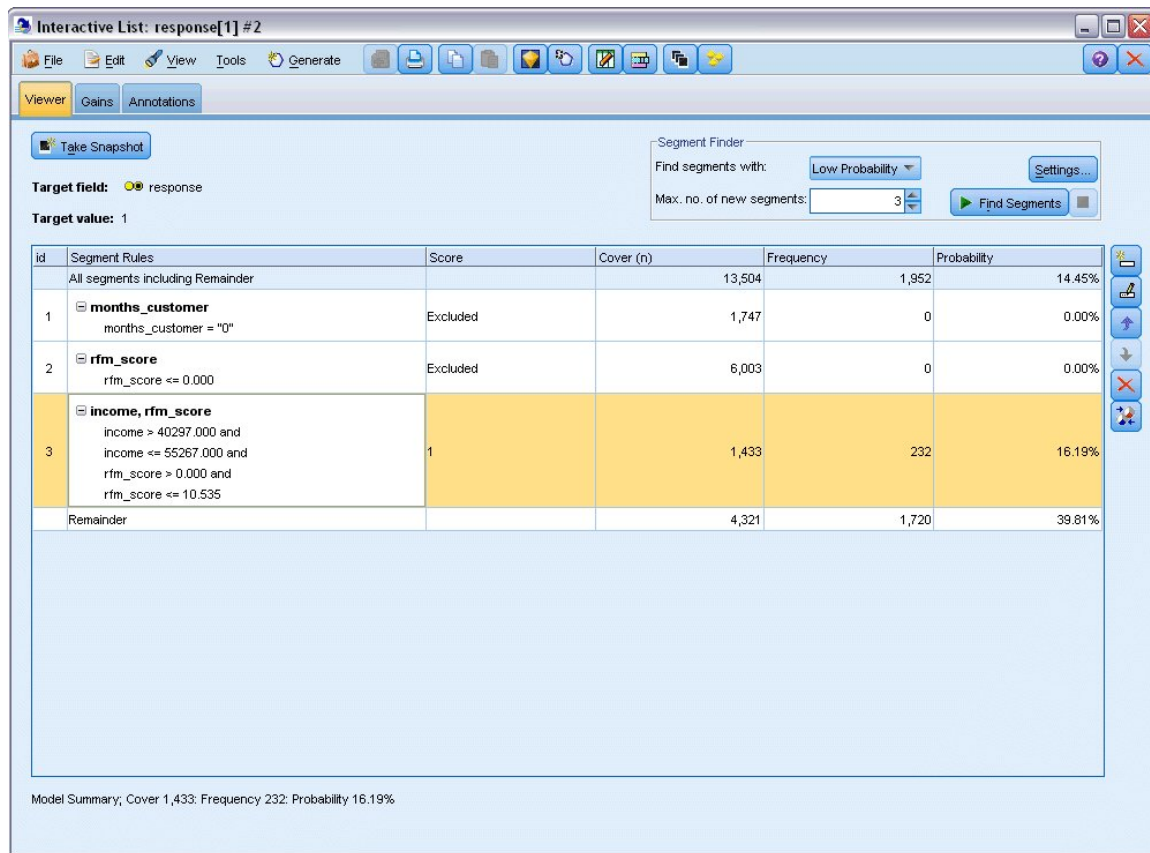 Interactive List: response[1] #2
File Edit View Tools Generate
Viewer Gains Annotations
Take Snapshot
Segment Finder
Find segments with: Low Probability Settings...
Target field: response
Max. no. of new segments: 3 Find Segments
Target value: 1
id Segment Rules Score Cover (n) Frequency Probability
All segments including Remainder 13,504 1,952 14.45%
months_customer
1 Excluded 1,747 0 0.00%
months_customer = "0"
rfm_score
2 Excluded 6,003 0 0.00%
rfm_score <= 0.000
income, rfm_score
income > 40297.000 and
3 income <= 55267.000 and 1 1,433 232 16.19%
rfm_score > 0.000 and
rfm_score <= 10.535
Remainder 4,321 1,720 39.81%
Model Summary; Cover 1,433: Frequency 232: Probability 16.19%